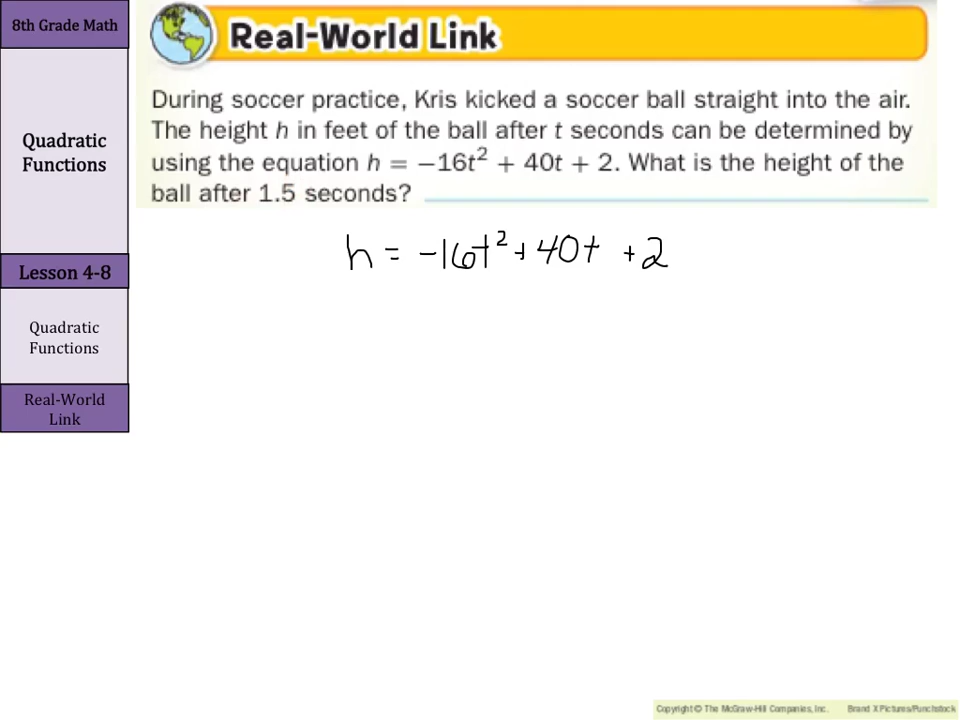 8th Grade Math
Quadratic
Functions
Lesson 4-8
Quadratic
Functions
Real-World
Link
Real-World Link
During soccer practice, Kris kicked a soccer ball straight into the air.
The height h in feet of the ball after t seconds can be determined by
using the equation h = −16t² + 40t + 2. What is the height of the
ball after 1.5 seconds?
h = -16t² + 40t + 2
Copyright © The McGraw-Hill Companies, Inc. Brand X Pictures/Punchstock